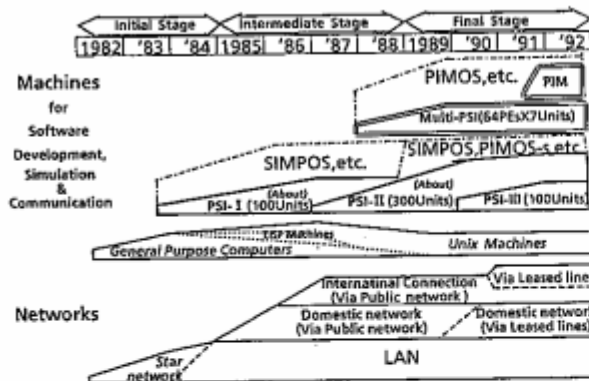 Initial Stage Intermediate Stage Final Stage
1982 '83 '84 1985 '86 '87 '88 1989 '90 '91 '92
Machines
for
Software
Development,
Simulation
&
Communication
PIMOS,etc.
PIM
Multi-PSI(64PEsX7Units)
SIMPOS,etc.
SIMPOS,PIMOS-s,etc
(About)
PSI-I (100Units)
(About)
PSI-II (300Units)
PSI-III (100Units)
LISP Machines
General Purpose Computers
Unix Machines
Networks
Internatinal Connection
(Via Public network)
Via Leased line
Domestic network
(Via Public network)
Domestic network
(Via Leased lines)
Star
network
LAN